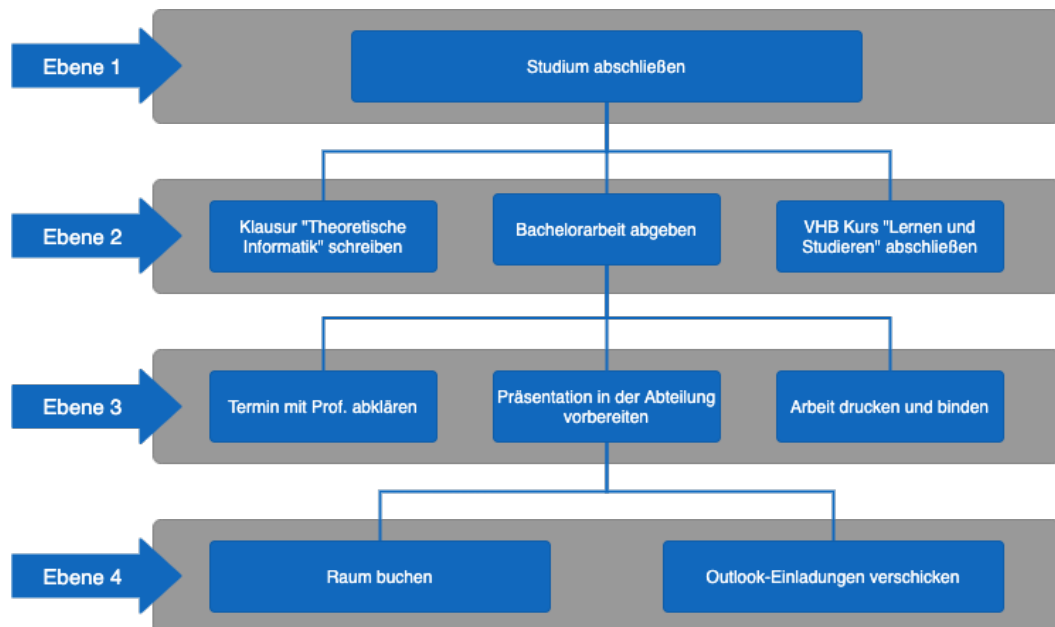 Ebene 1
Studium abschließen
Ebene 2
Klausur "Theoretische
Informatik" schreiben
Bachelorarbeit abgeben
VHB Kurs "Lernen und
Studieren" abschließen
Ebene 3
Termin mit Prof. abklären
Präsentation in der Abteilung
vorbereiten
Arbeit drucken und binden
Ebene 4
Raum buchen
Outlook-Einladungen verschicken